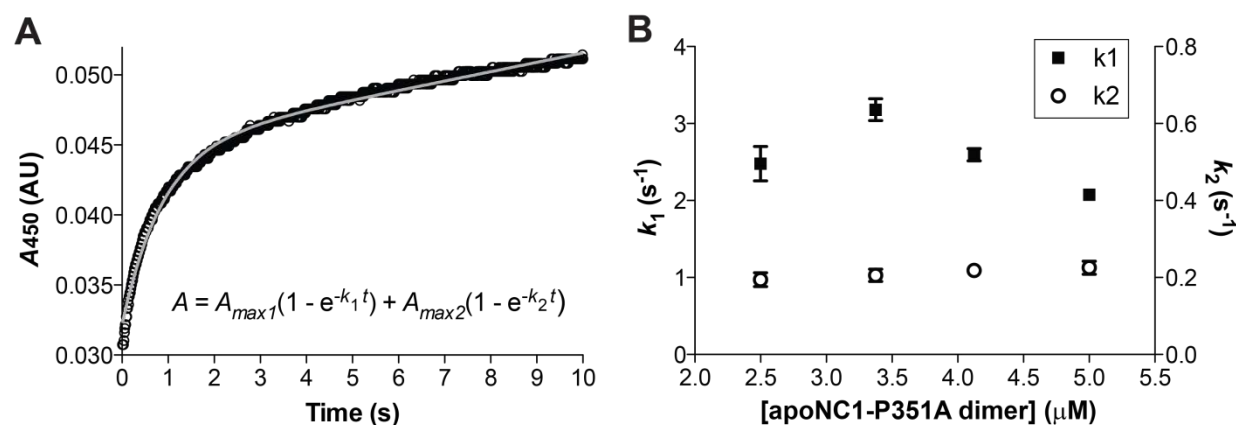 A
A450 (AU)
0.050
0.045
0.040
0.035
0.030
A = Amax1(1 - e-k1t) + Amax2(1 - e-k2t)
0 1 2 3 4 5 6 7 8 9 10
Time (s)
B
k1 (s-1)
4
3
2
1
0
k1
k2
0.8
0.6
0.4
0.2
0.0
k2 (s-1)
2.0 2.5 3.0 3.5 4.0 4.5 5.0 5.5
[apoNC1-P351A dimer] (μM)